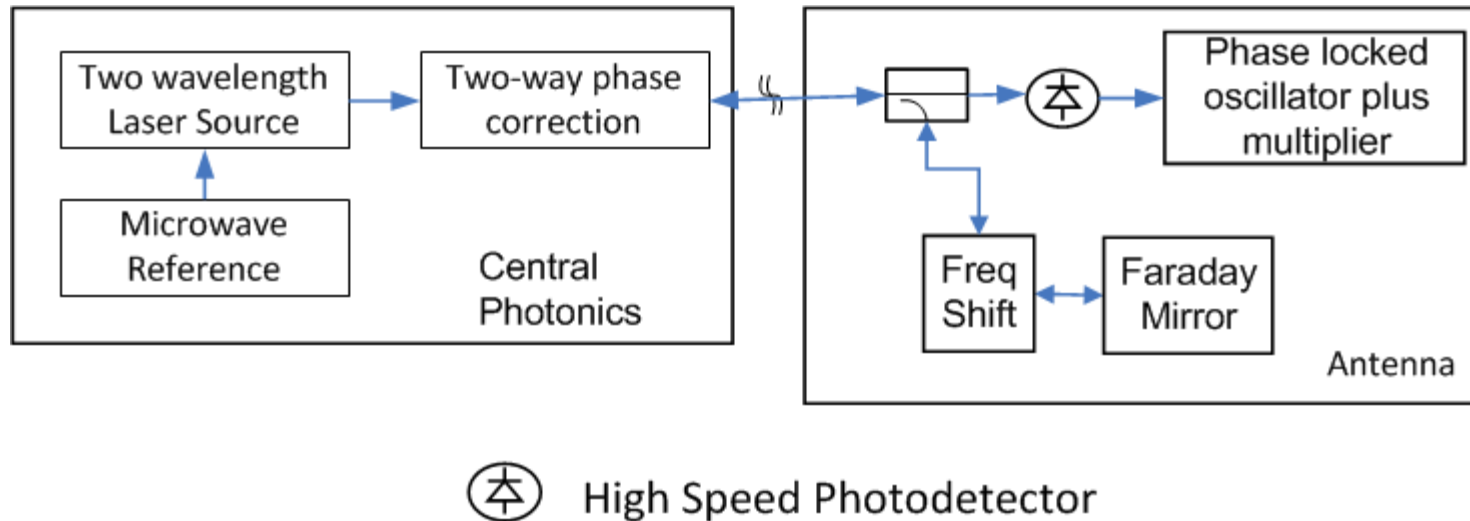 Two wavelength
Laser Source
Two-way phase
correction
Microwave
Reference
Central
Photonics
Phase locked
oscillator plus
multiplier
Freq
Shift
Faraday
Mirror
Antenna
High Speed Photodetector